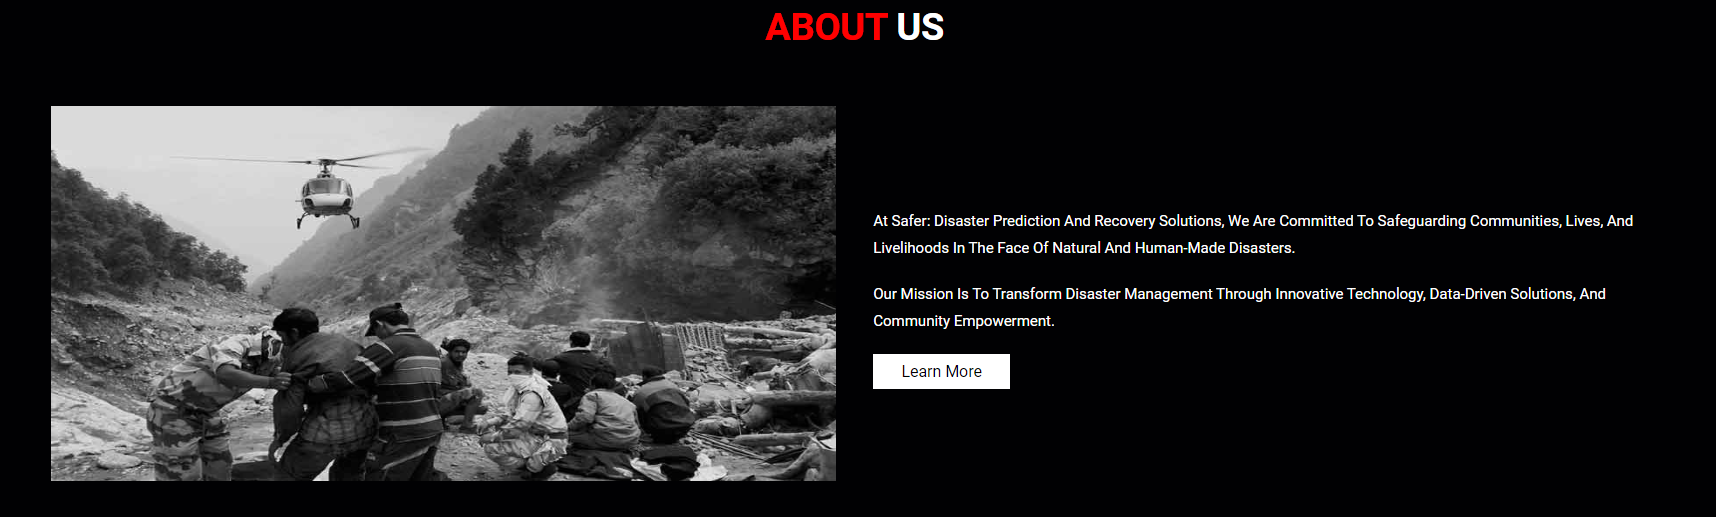 ABOUT US
At Safer: Disaster Prediction And Recovery Solutions, We Are Committed To Safeguarding Communities, Lives, And
Livelihoods In The Face Of Natural And Human-Made Disasters.
Our Mission Is To Transform Disaster Management Through Innovative Technology, Data-Driven Solutions, And
Community Empowerment.
Learn More